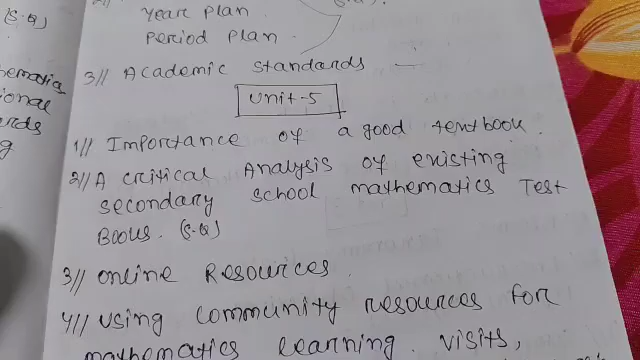 (S.Q)
Year plan
Period plan
3// Academic standards —
Unit-5
1// Importance of a good textbook.
2// A critical Analysis of existing
secondary school mathematics Test
Books. (S.Q)
3// Online Resources.
4// Using community resources for
mathematics learning. visits,